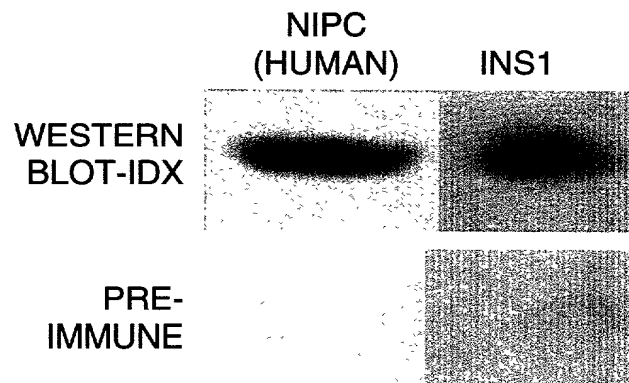 NIPC
(HUMAN)
INS1
WESTERN
BLOT-IDX
PRE-
IMMUNE